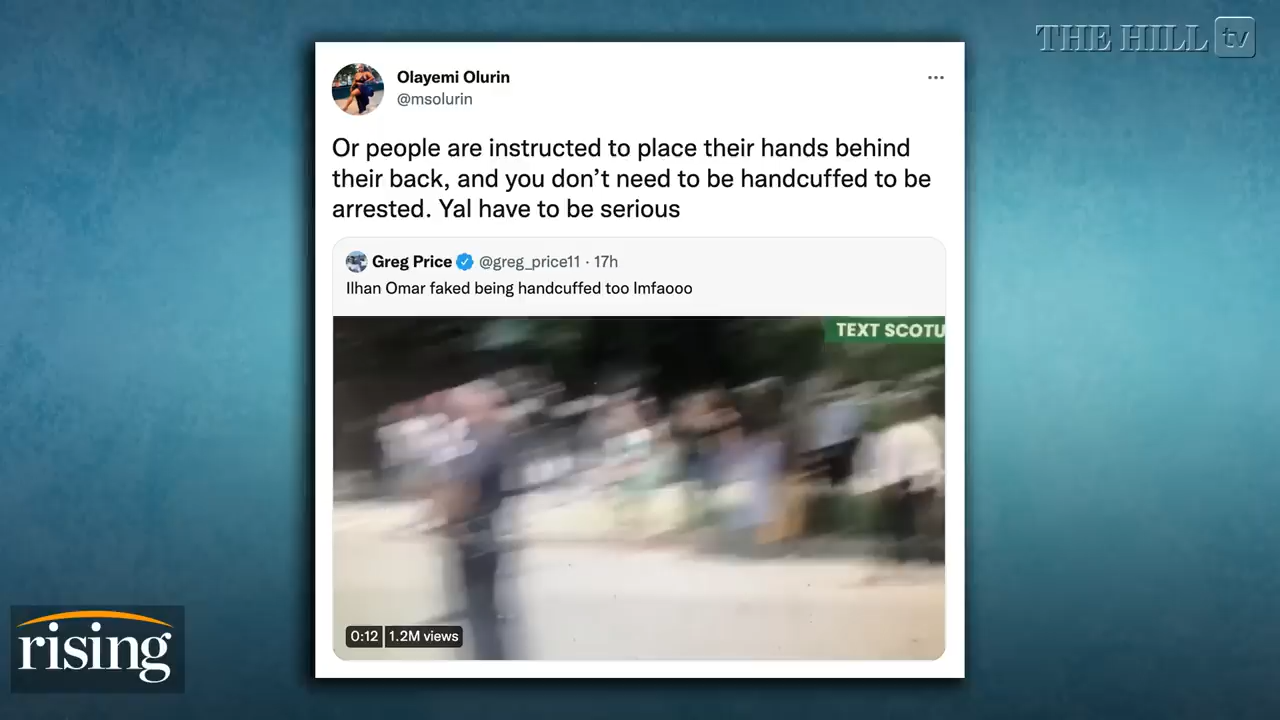 THE HILL tv
Olayemi Olurin
@msolurin
Or people are instructed to place their hands behind
their back, and you don’t need to be handcuffed to be
arrested. Yal have to be serious
Greg Price @greg_price11 · 17h
Ilhan Omar faked being handcuffed too lmfaooo
TEXT SCOTU
0:12 1.2M views
rising